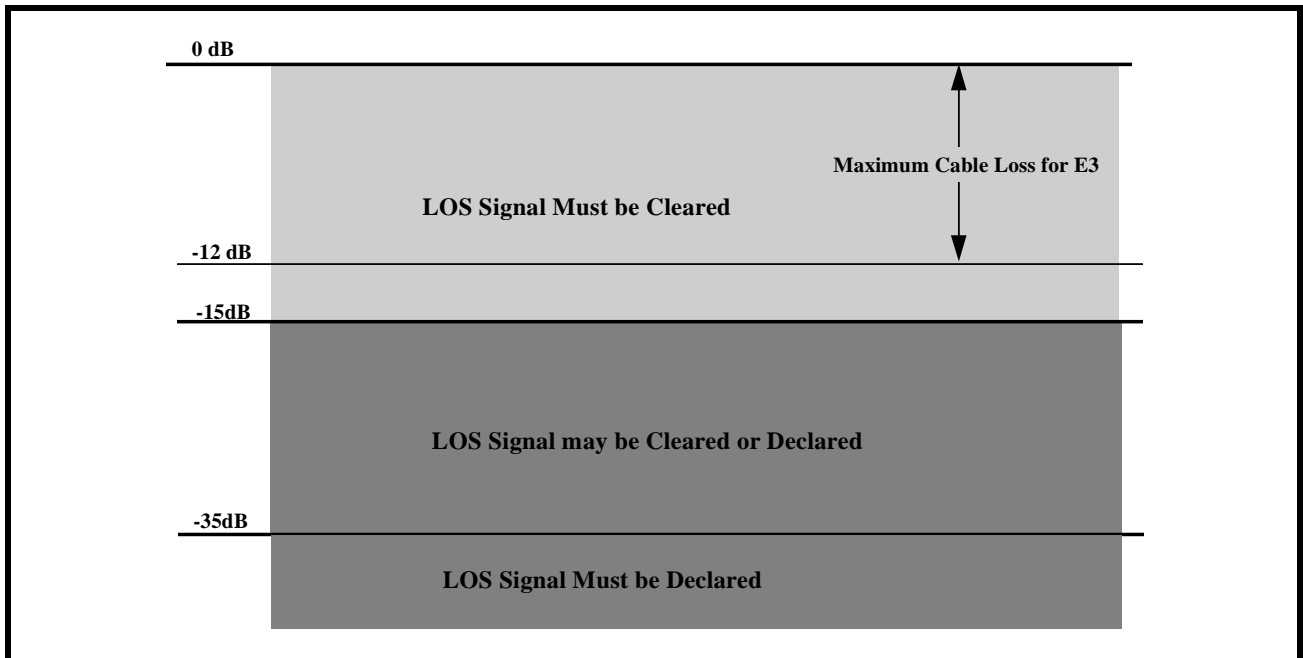 0 dB
Maximum Cable Loss for E3
LOS Signal Must be Cleared
-12 dB
-15dB
LOS Signal may be Cleared or Declared
-35dB
LOS Signal Must be Declared